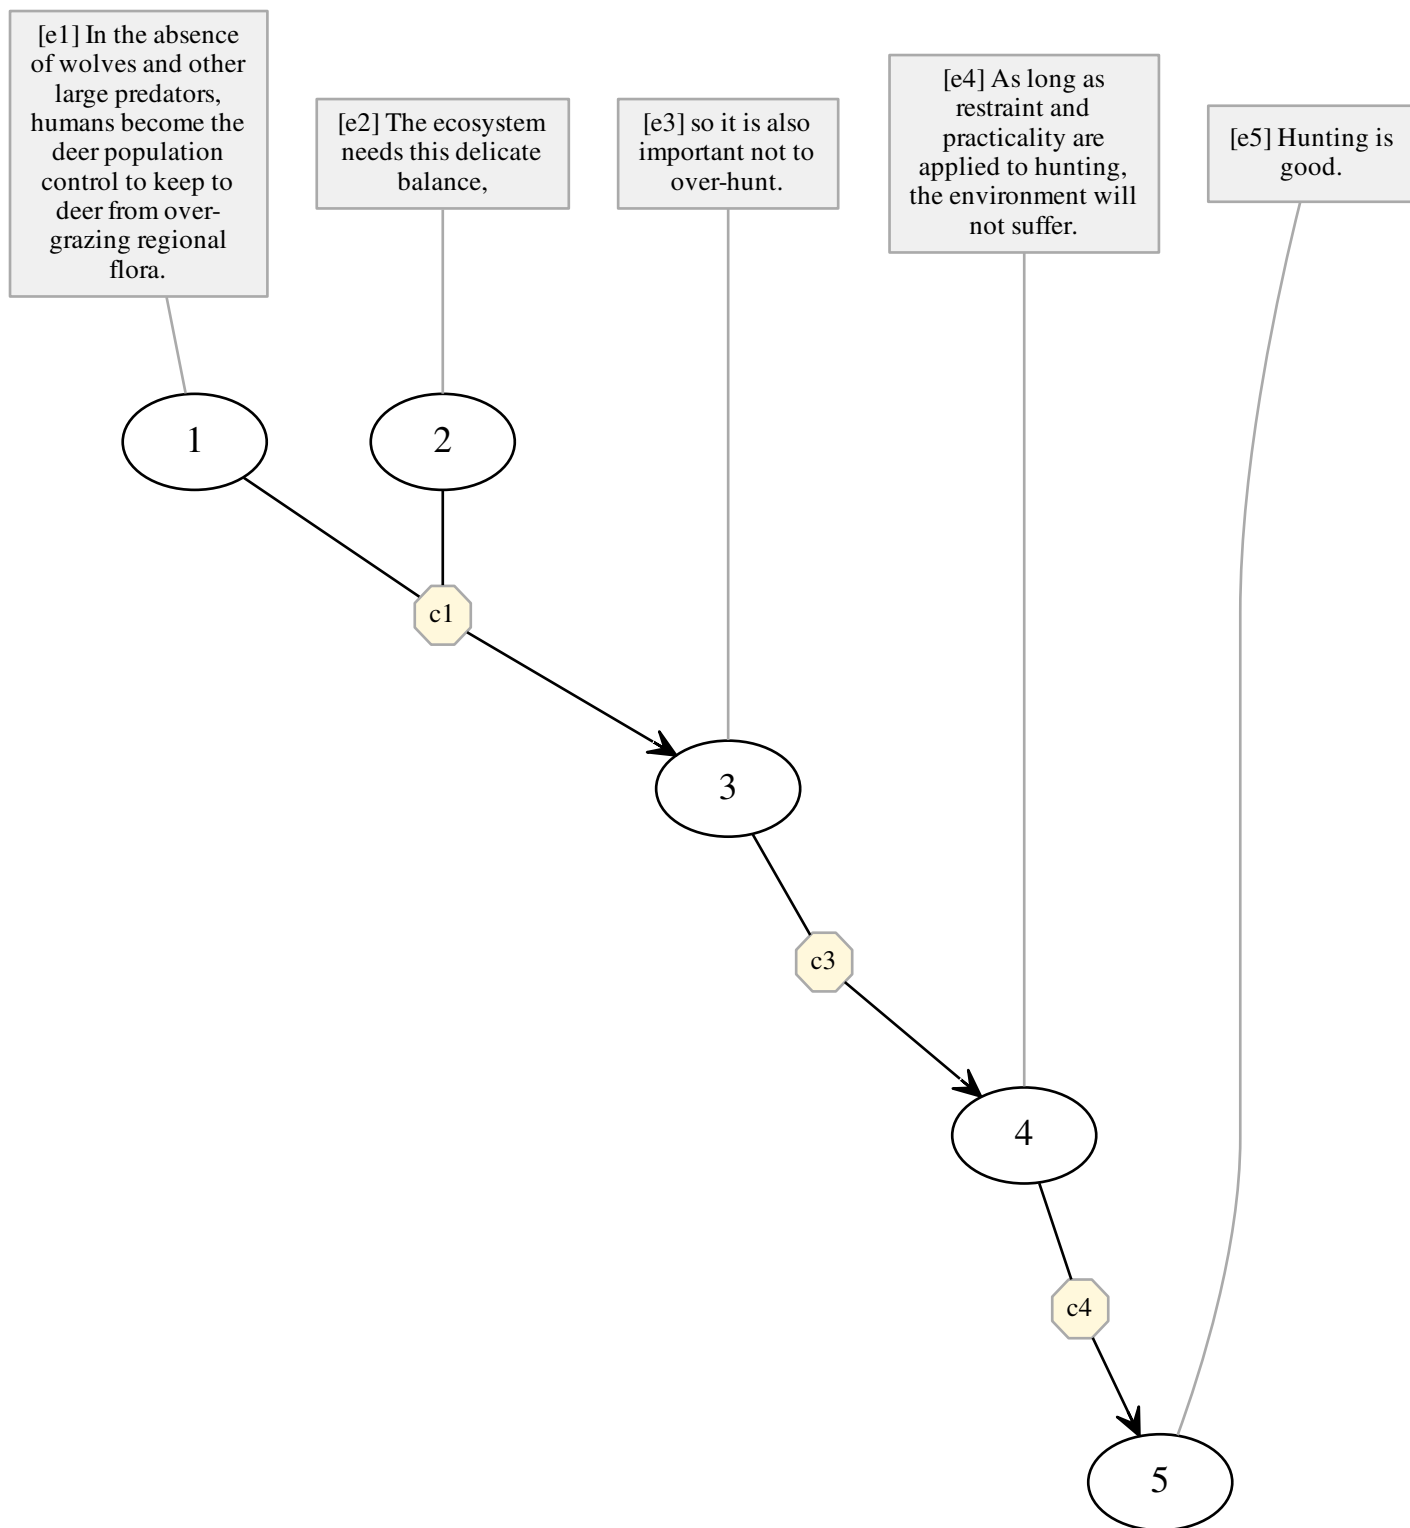 [e1] In the absence
of wolves and other
large predators,
humans become the
deer population
control to keep to
deer from over-
grazing regional
flora.
[e2] The ecosystem
needs this delicate
balance,
[e3] so it is also
important not to
over-hunt.
[e4] As long as
restraint and
practicality are
applied to hunting,
the environment will
not suffer.
[e5] Hunting is
good.
1
2
c1
3
c3
4
c4
5